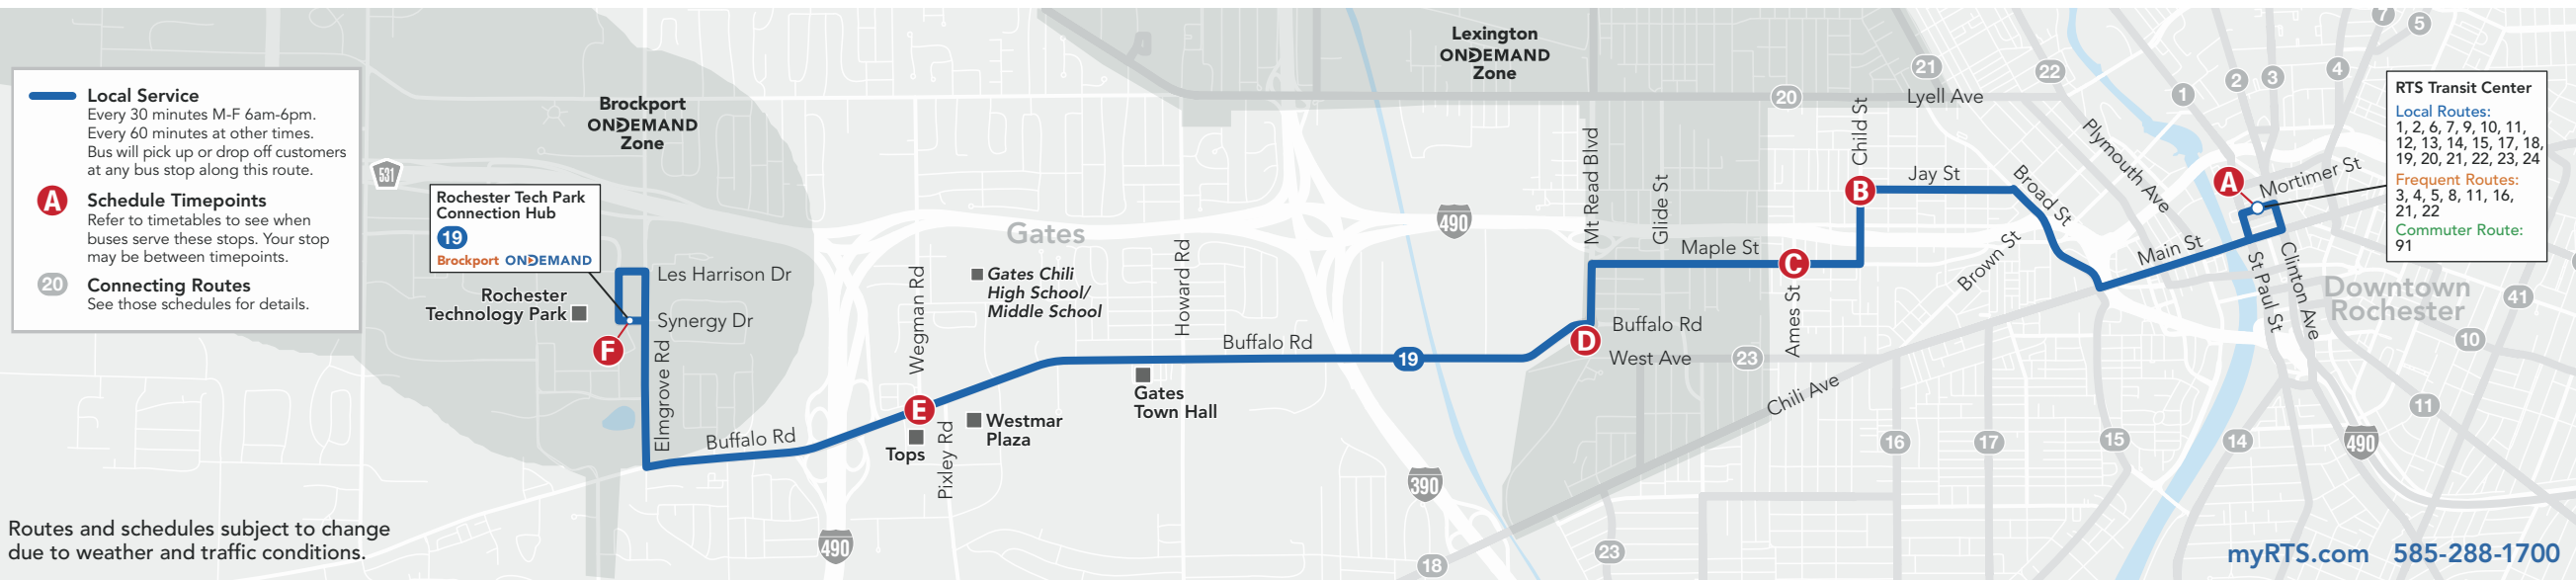 Local Service
Every 30 minutes M-F 6am-6pm.
Every 60 minutes at other times.
Bus will pick up or drop off customers
at any bus stop along this route.
A
Schedule Timepoints
Refer to timetables to see when
buses serve these stops. Your stop
may be between timepoints.
20
Connecting Routes
See those schedules for details.
531
Brockport
ONDEMAND
Zone
Rochester Tech Park
Connection Hub
19
Brockport ONDEMAND
Rochester
Technology Park
F
Les Harrison Dr
Synergy Dr
Elmgrove Rd
Buffalo Rd
490
Wegman Rd
E
Tops
Pixley Rd
Westmar
Plaza
Gates
Gates Chili
High School/
Middle School
Howard Rd
Gates
Town Hall
Buffalo Rd
19
Lexington
ONDEMAND
Zone
490
390
18
Mt Read Blvd
D
Buffalo Rd
West Ave
23
23
Glide St
Maple St
C
Ames St
Chili Ave
20
Lyell Ave
21
22
Child St
B
Jay St
Broad St
Brown St
Plymouth Ave
Main St
16
17
15
14
1
2
3
4
7
5
A
Mortimer St
St Paul St
Clinton Ave
Downtown
Rochester
41
10
11
490
RTS Transit Center
Local Routes:
1, 2, 6, 7, 9, 10, 11,
12, 13, 14, 15, 17, 18,
19, 20, 21, 22, 23, 24
Frequent Routes:
3, 4, 5, 8, 11, 16,
21, 22
Commuter Route:
91
Routes and schedules subject to change
due to weather and traffic conditions.
myRTS.com 585-288-1700